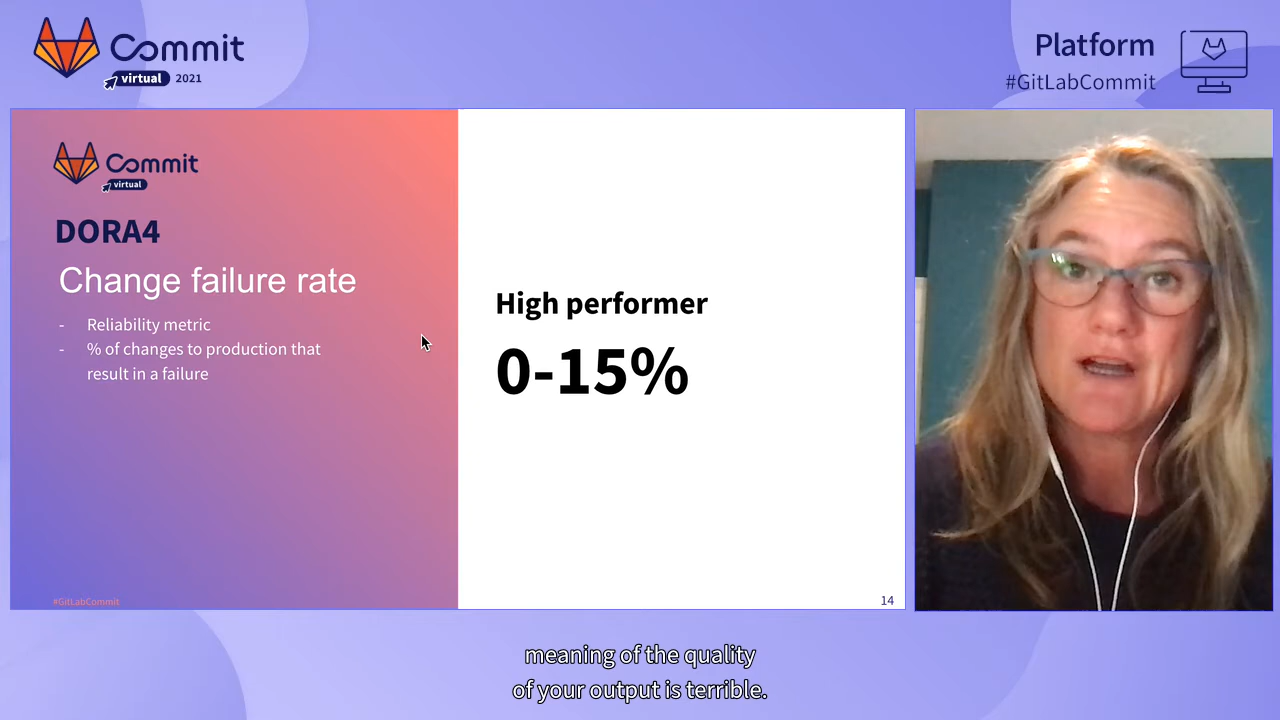 Commit
virtual 2021
Platform
#GitLabCommit
Commit
virtual
DORA4
Change failure rate
- Reliability metric
- % of changes to production that
result in a failure
#GitLabCommit
High performer
0-15%
14
meaning of the quality
of your output is terrible.